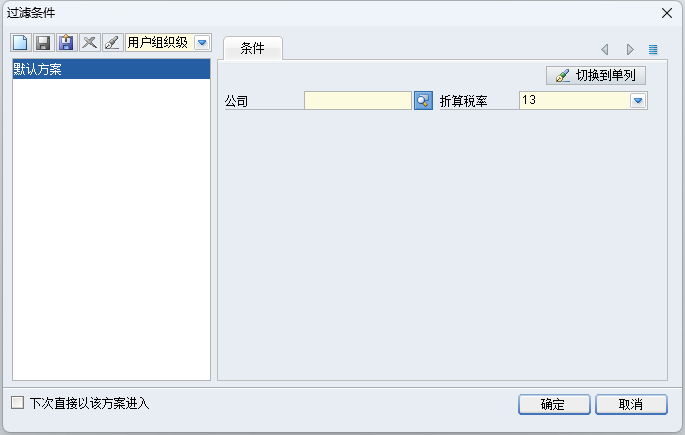 过滤条件
用户组织级
默认方案
条件
切换到单列
公司
折算税率 13
下次直接以该方案进入
确定 取消